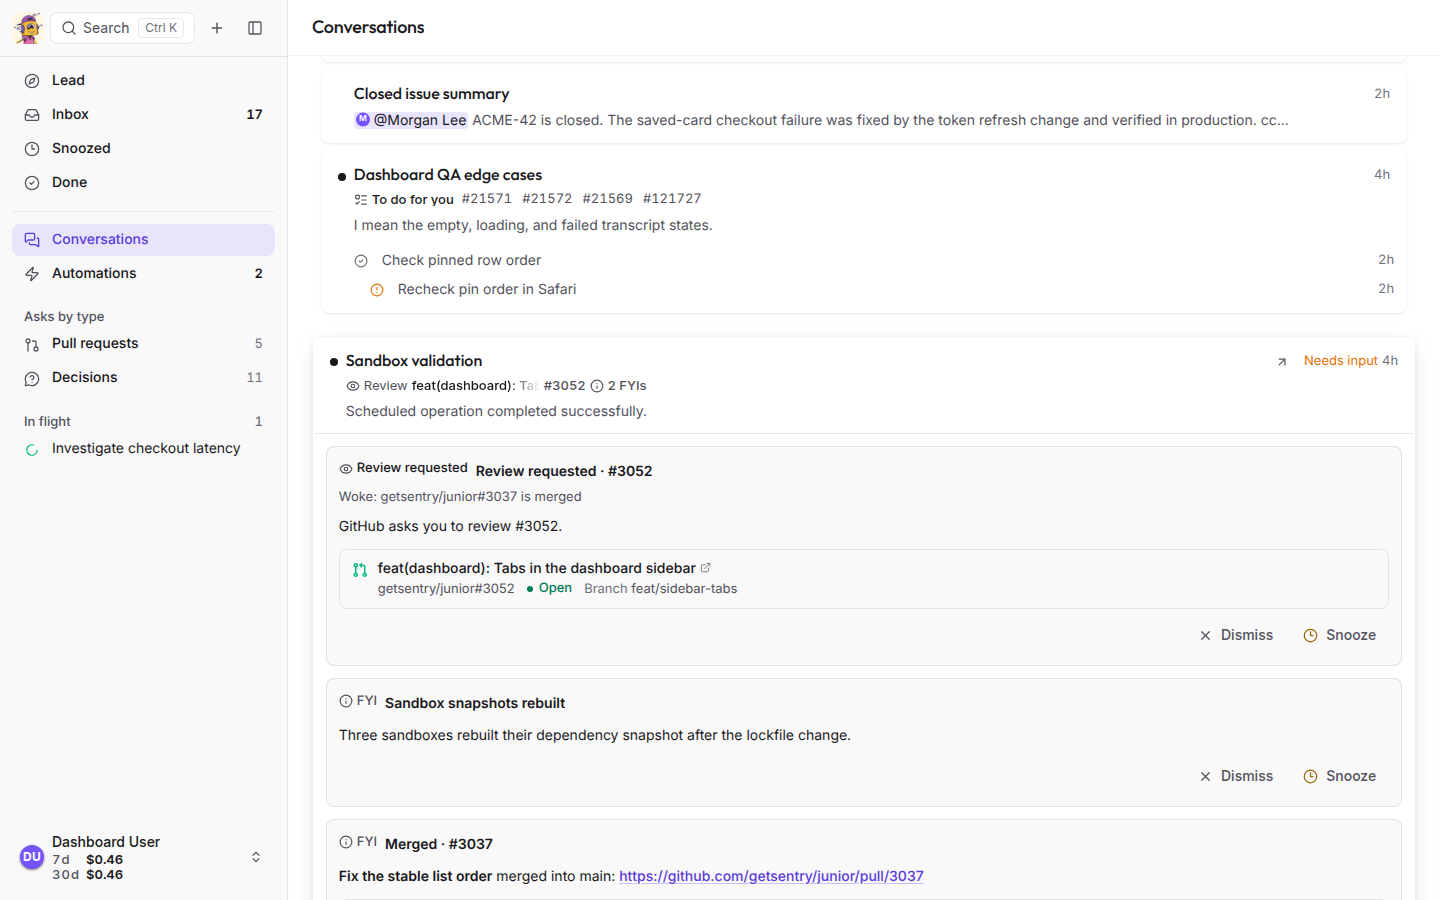 Search Ctrl K
Conversations
Lead
Inbox 17
Snoozed
Done
Conversations
Automations 2
Asks by type
Pull requests 5
Decisions 11
In flight 1
Investigate checkout latency
DU Dashboard User
7d $0.46
30d $0.46
Closed issue summary 2h
M @Morgan Lee ACME-42 is closed. The saved-card checkout failure was fixed by the token refresh change and verified in production. cc...
Dashboard QA edge cases 4h
To do for you #21571 #21572 #21569 #121727
I mean the empty, loading, and failed transcript states.
Check pinned row order 2h
Recheck pin order in Safari 2h
Sandbox validation Needs input 4h
Review feat(dashboard): Tab #3052 2 FYIs
Scheduled operation completed successfully.
Review requested Review requested · #3052
Woke: getsentry/junior#3037 is merged
GitHub asks you to review #3052.
feat(dashboard): Tabs in the dashboard sidebar
getsentry/junior#3052 Open Branch feat/sidebar-tabs
Dismiss Snooze
FYI Sandbox snapshots rebuilt
Three sandboxes rebuilt their dependency snapshot after the lockfile change.
Dismiss Snooze
FYI Merged · #3037
Fix the stable list order merged into main: https://github.com/getsentry/junior/pull/3037